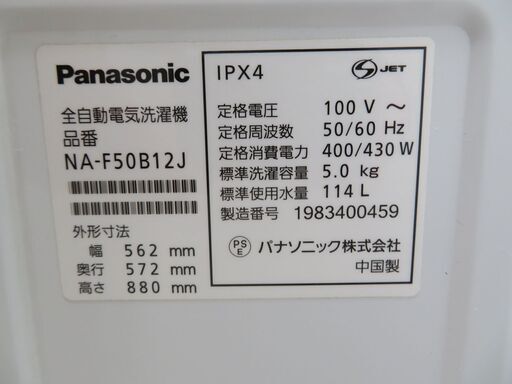 Panasonic
全自動電気洗濯機
品番
NA-F50B12J
外形寸法
幅 562 mm
奥行 572 mm
高さ 880 mm
IPX4
S JET
定格電圧 100 V ～
定格周波数 50/60 Hz
定格消費電力 400/430 W
標準洗濯容量 5.0 kg
標準使用水量 114 L
製造番号 1983400459
PS
E
パナソニック株式会社
中国製